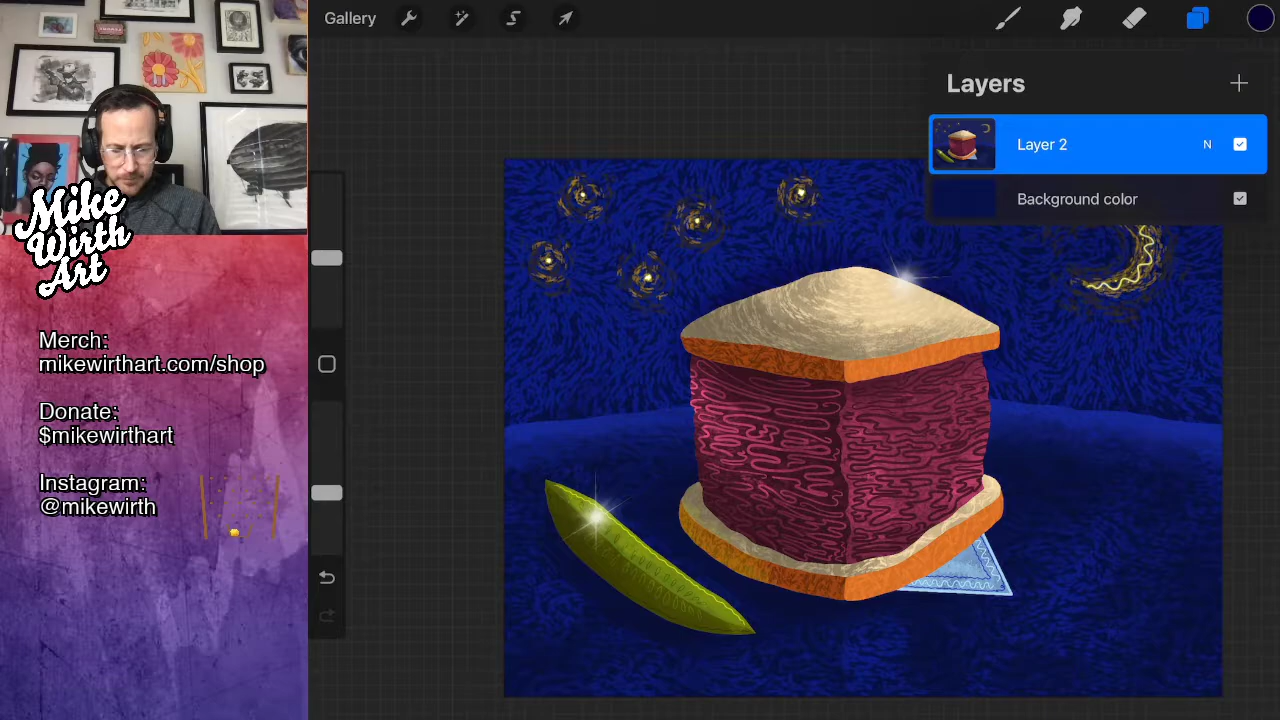 Gallery
Layers
Layer 2
N
Background color
Mike
Wirth
Art
Merch:
mikewirthart.com/shop
Donate:
$mikewirthart
Instagram:
@mikewirth